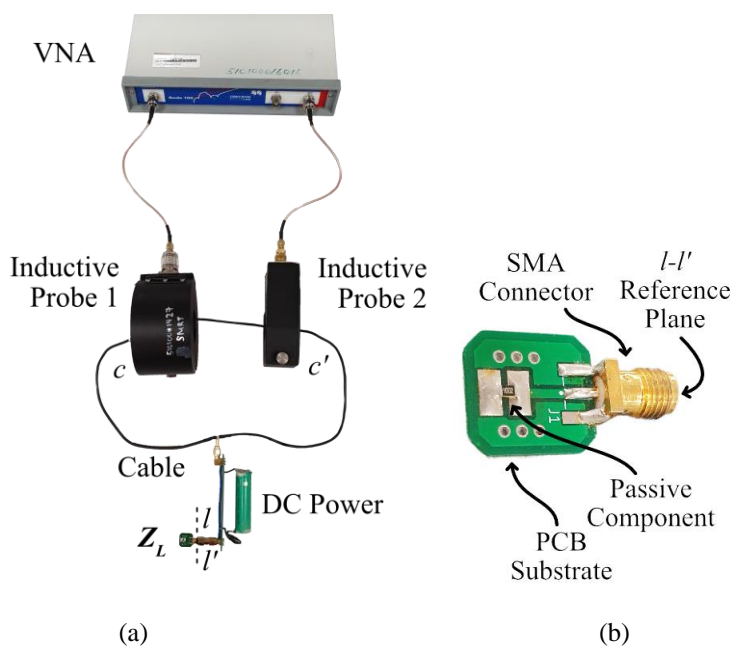 VNA
Inductive
Probe 1
Inductive
Probe 2
c
c'
Cable
DC Power
l
Z_L
l'
SMA
Connector
l-l'
Reference
Plane
J1
Passive
Component
PCB
Substrate
(a)
(b)